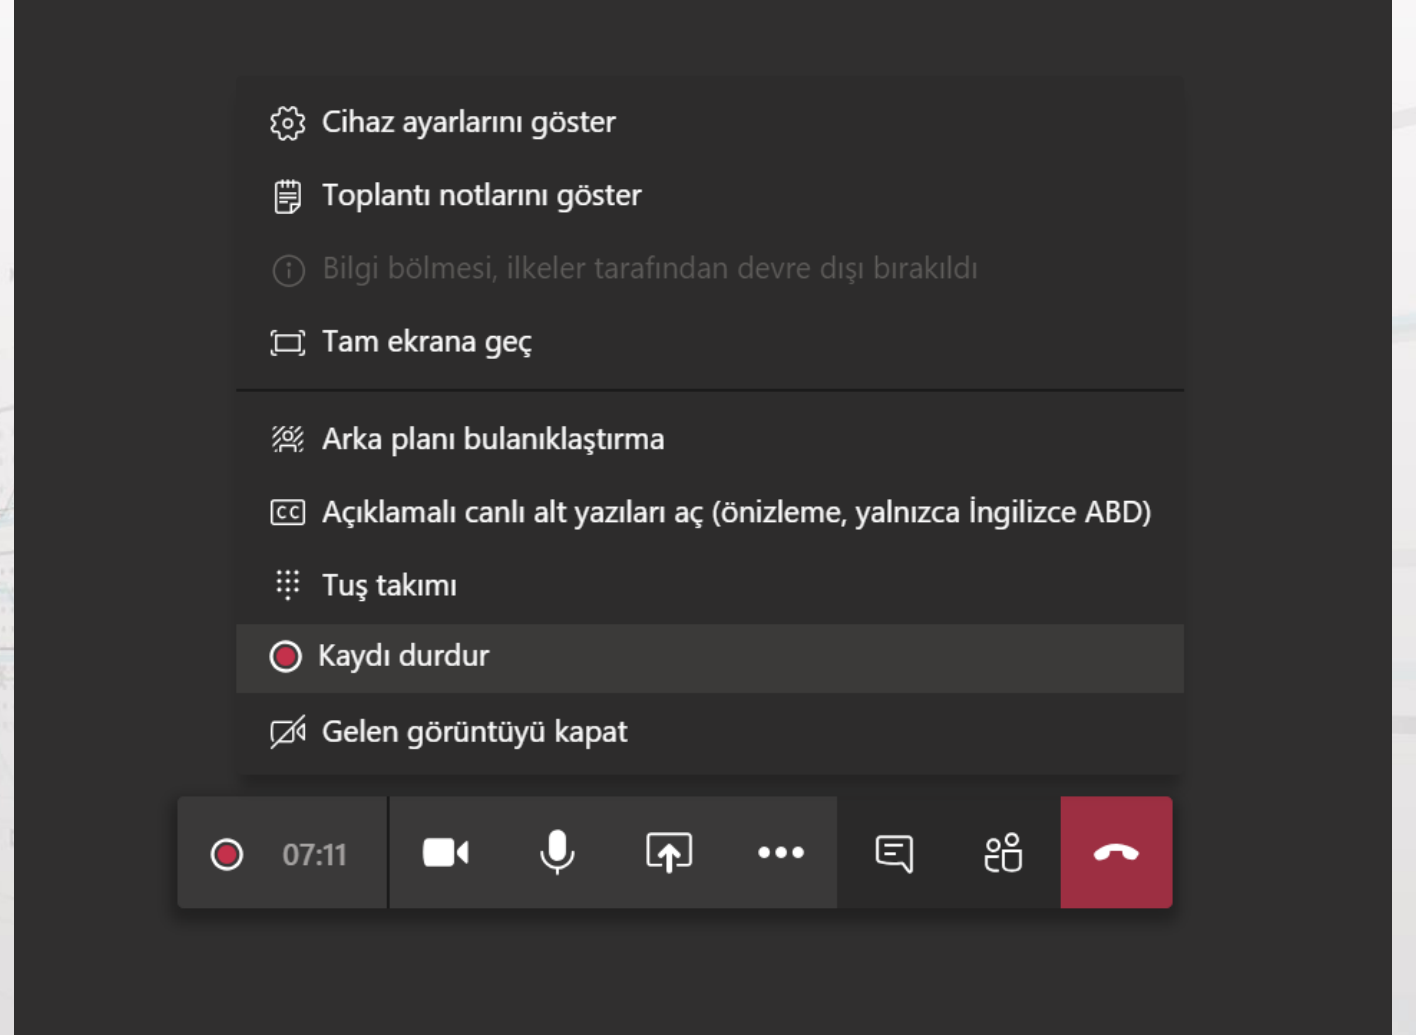 Cihaz ayarlarını göster
Toplantı notlarını göster
Bilgi bölmesi, ilkeler tarafından devre dışı bırakıldı
Tam ekrana geç
Arka planı bulanıklaştırma
CC Açıklamalı canlı alt yazıları aç (önizleme, yalnızca İngilizce ABD)
Tuş takımı
Kaydı durdur
Gelen görüntüyü kapat
07:11